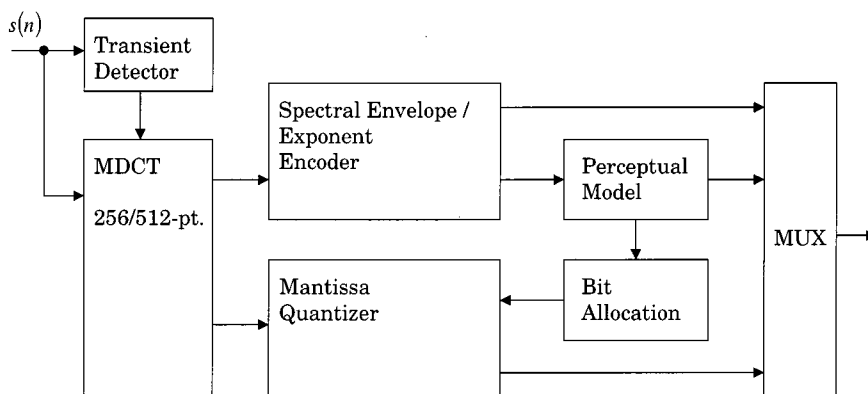 s(n)
Transient
Detector
MDCT
256/512-pt.
Spectral Envelope /
Exponent
Encoder
Perceptual
Model
Mantissa
Quantizer
Bit
Allocation
MUX